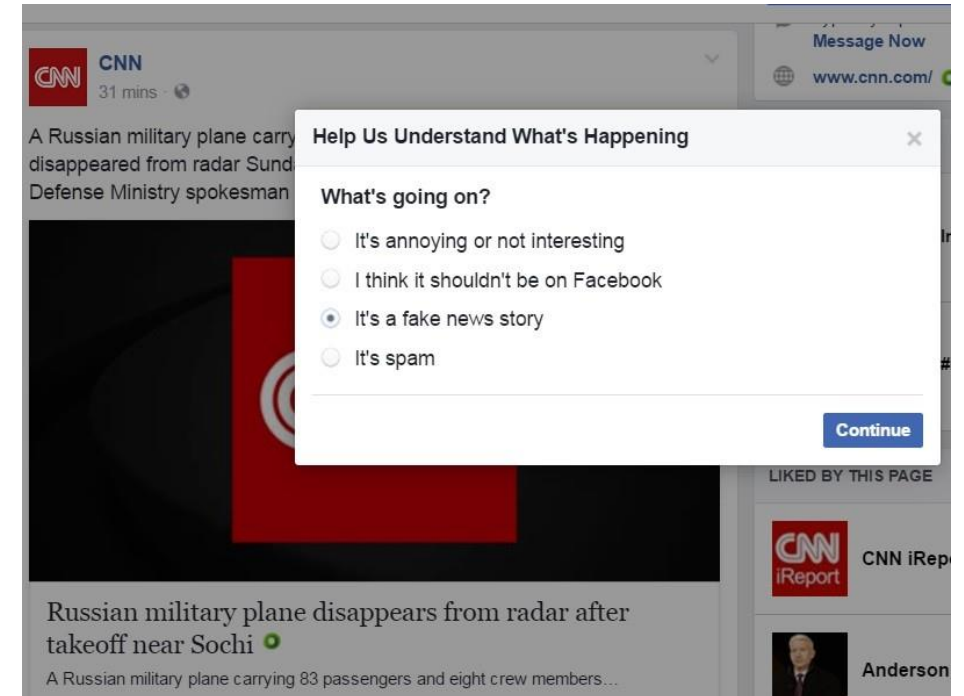 CNN
CNN
31 mins
A Russian military plane carry
disappeared from radar Sund
Defense Ministry spokesman
Russian military plane disappears from radar after
takeoff near Sochi
A Russian military plane carrying 83 passengers and eight crew members...
Help Us Understand What's Happening
What's going on?
It's annoying or not interesting
I think it shouldn't be on Facebook
It's a fake news story
It's spam
Continue
Message Now
www.cnn.com/
#
LIKED BY THIS PAGE
CNN
iReport
CNN iRep
Anderson